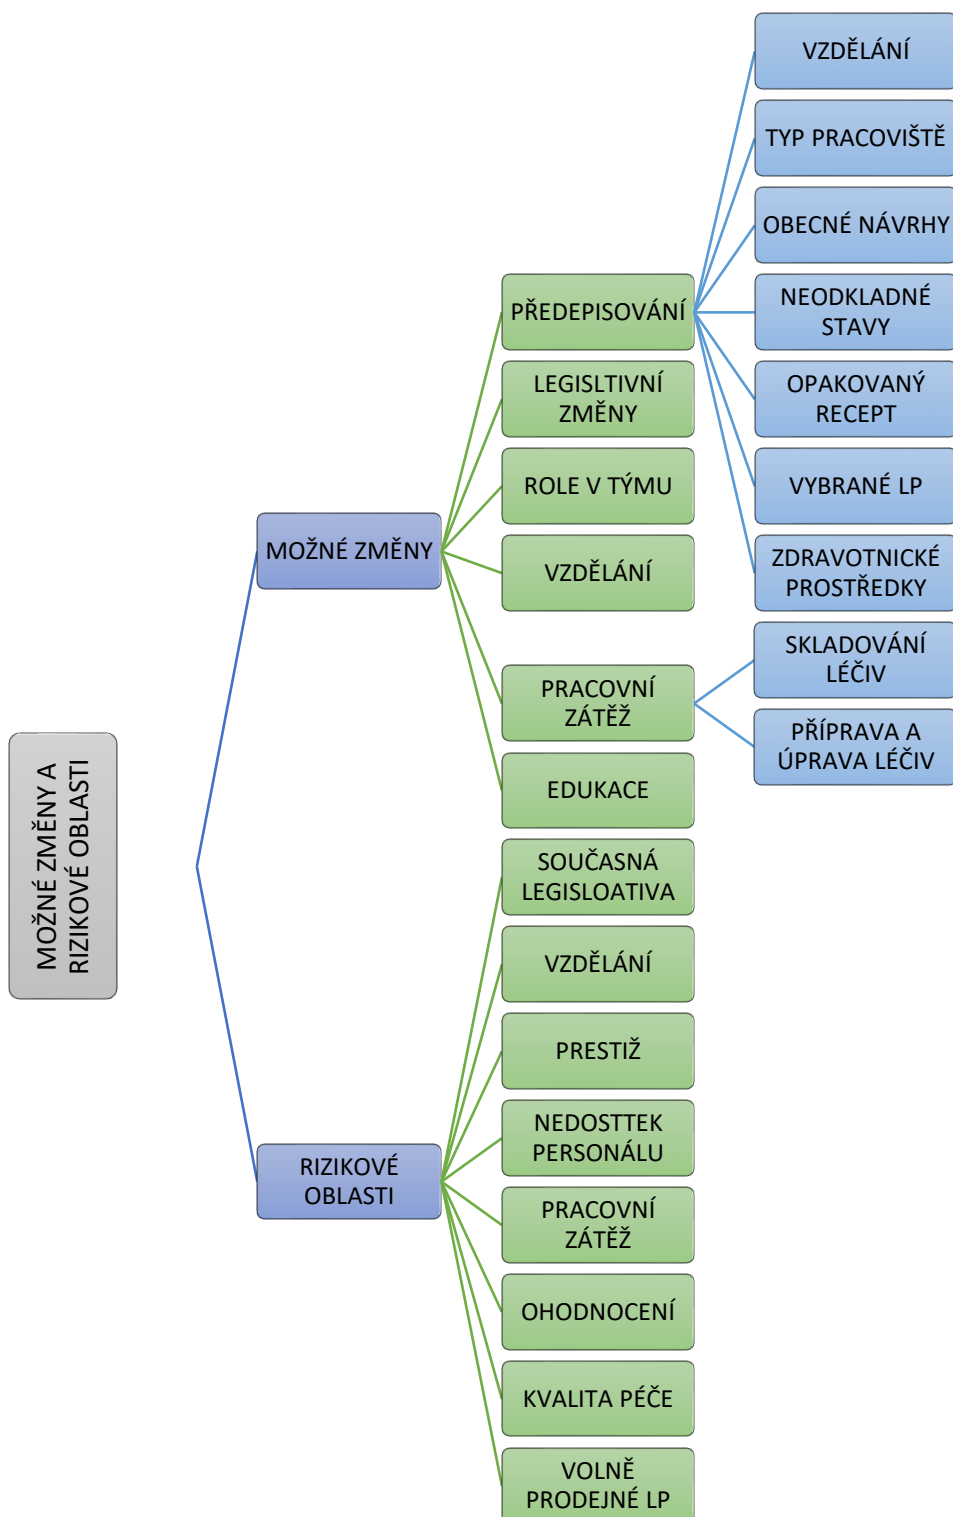 MOŽNÉ ZMĚNY A
RIZIKOVÉ OBLASTI
MOŽNÉ ZMĚNY
PŘEDEPISOVÁNÍ
VZDĚLÁNÍ
TYP PRACOVIŠTĚ
OBECNÉ NÁVRHY
NEODKLADNÉ
STAVY
OPAKOVANÝ
RECEPT
VYBRANÉ LP
ZDRAVOTNICKÉ
PROSTŘEDKY
LEGISLTIVNÍ
ZMĚNY
ROLE V TÝMU
VZDĚLÁNÍ
PRACOVNÍ
ZÁTĚŽ
SKLADOVÁNÍ
LÉČIV
PŘÍPRAVA A
ÚPRAVA LÉČIV
EDUKACE
RIZIKOVÉ
OBLASTI
SOUČASNÁ
LEGISLOATIVA
VZDĚLÁNÍ
PRESTIŽ
NEDOSTTEK
PERSONÁLU
PRACOVNÍ
ZÁTĚŽ
OHODNOCENÍ
KVALITA PÉČE
VOLNĚ
PRODEJNÉ LP